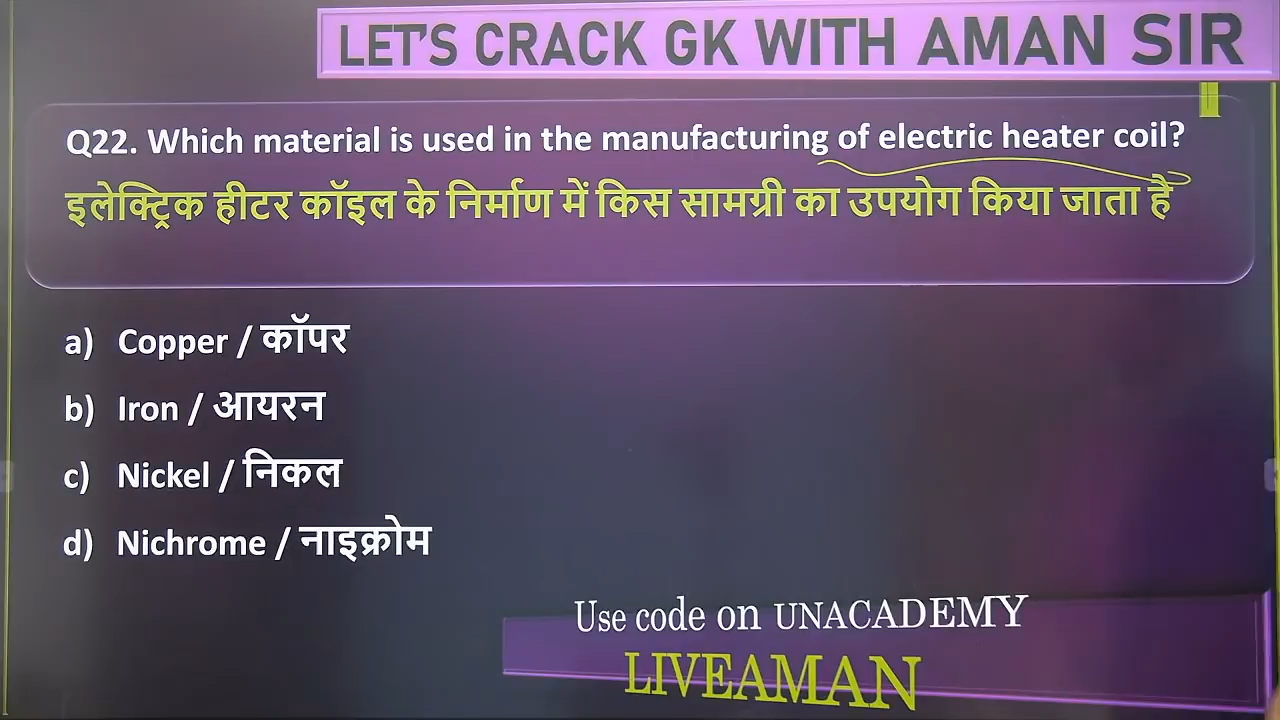 LET'S CRACK GK WITH AMAN SIR
Q22. Which material is used in the manufacturing of electric heater coil?
इलेक्ट्रिक हीटर कॉइल के निर्माण में किस सामग्री का उपयोग किया जाता है
a) Copper / कॉपर
b) Iron / आयरन
c) Nickel / निकल
d) Nichrome / नाइक्रोम
Use code on UNACADEMY
LIVEAMAN